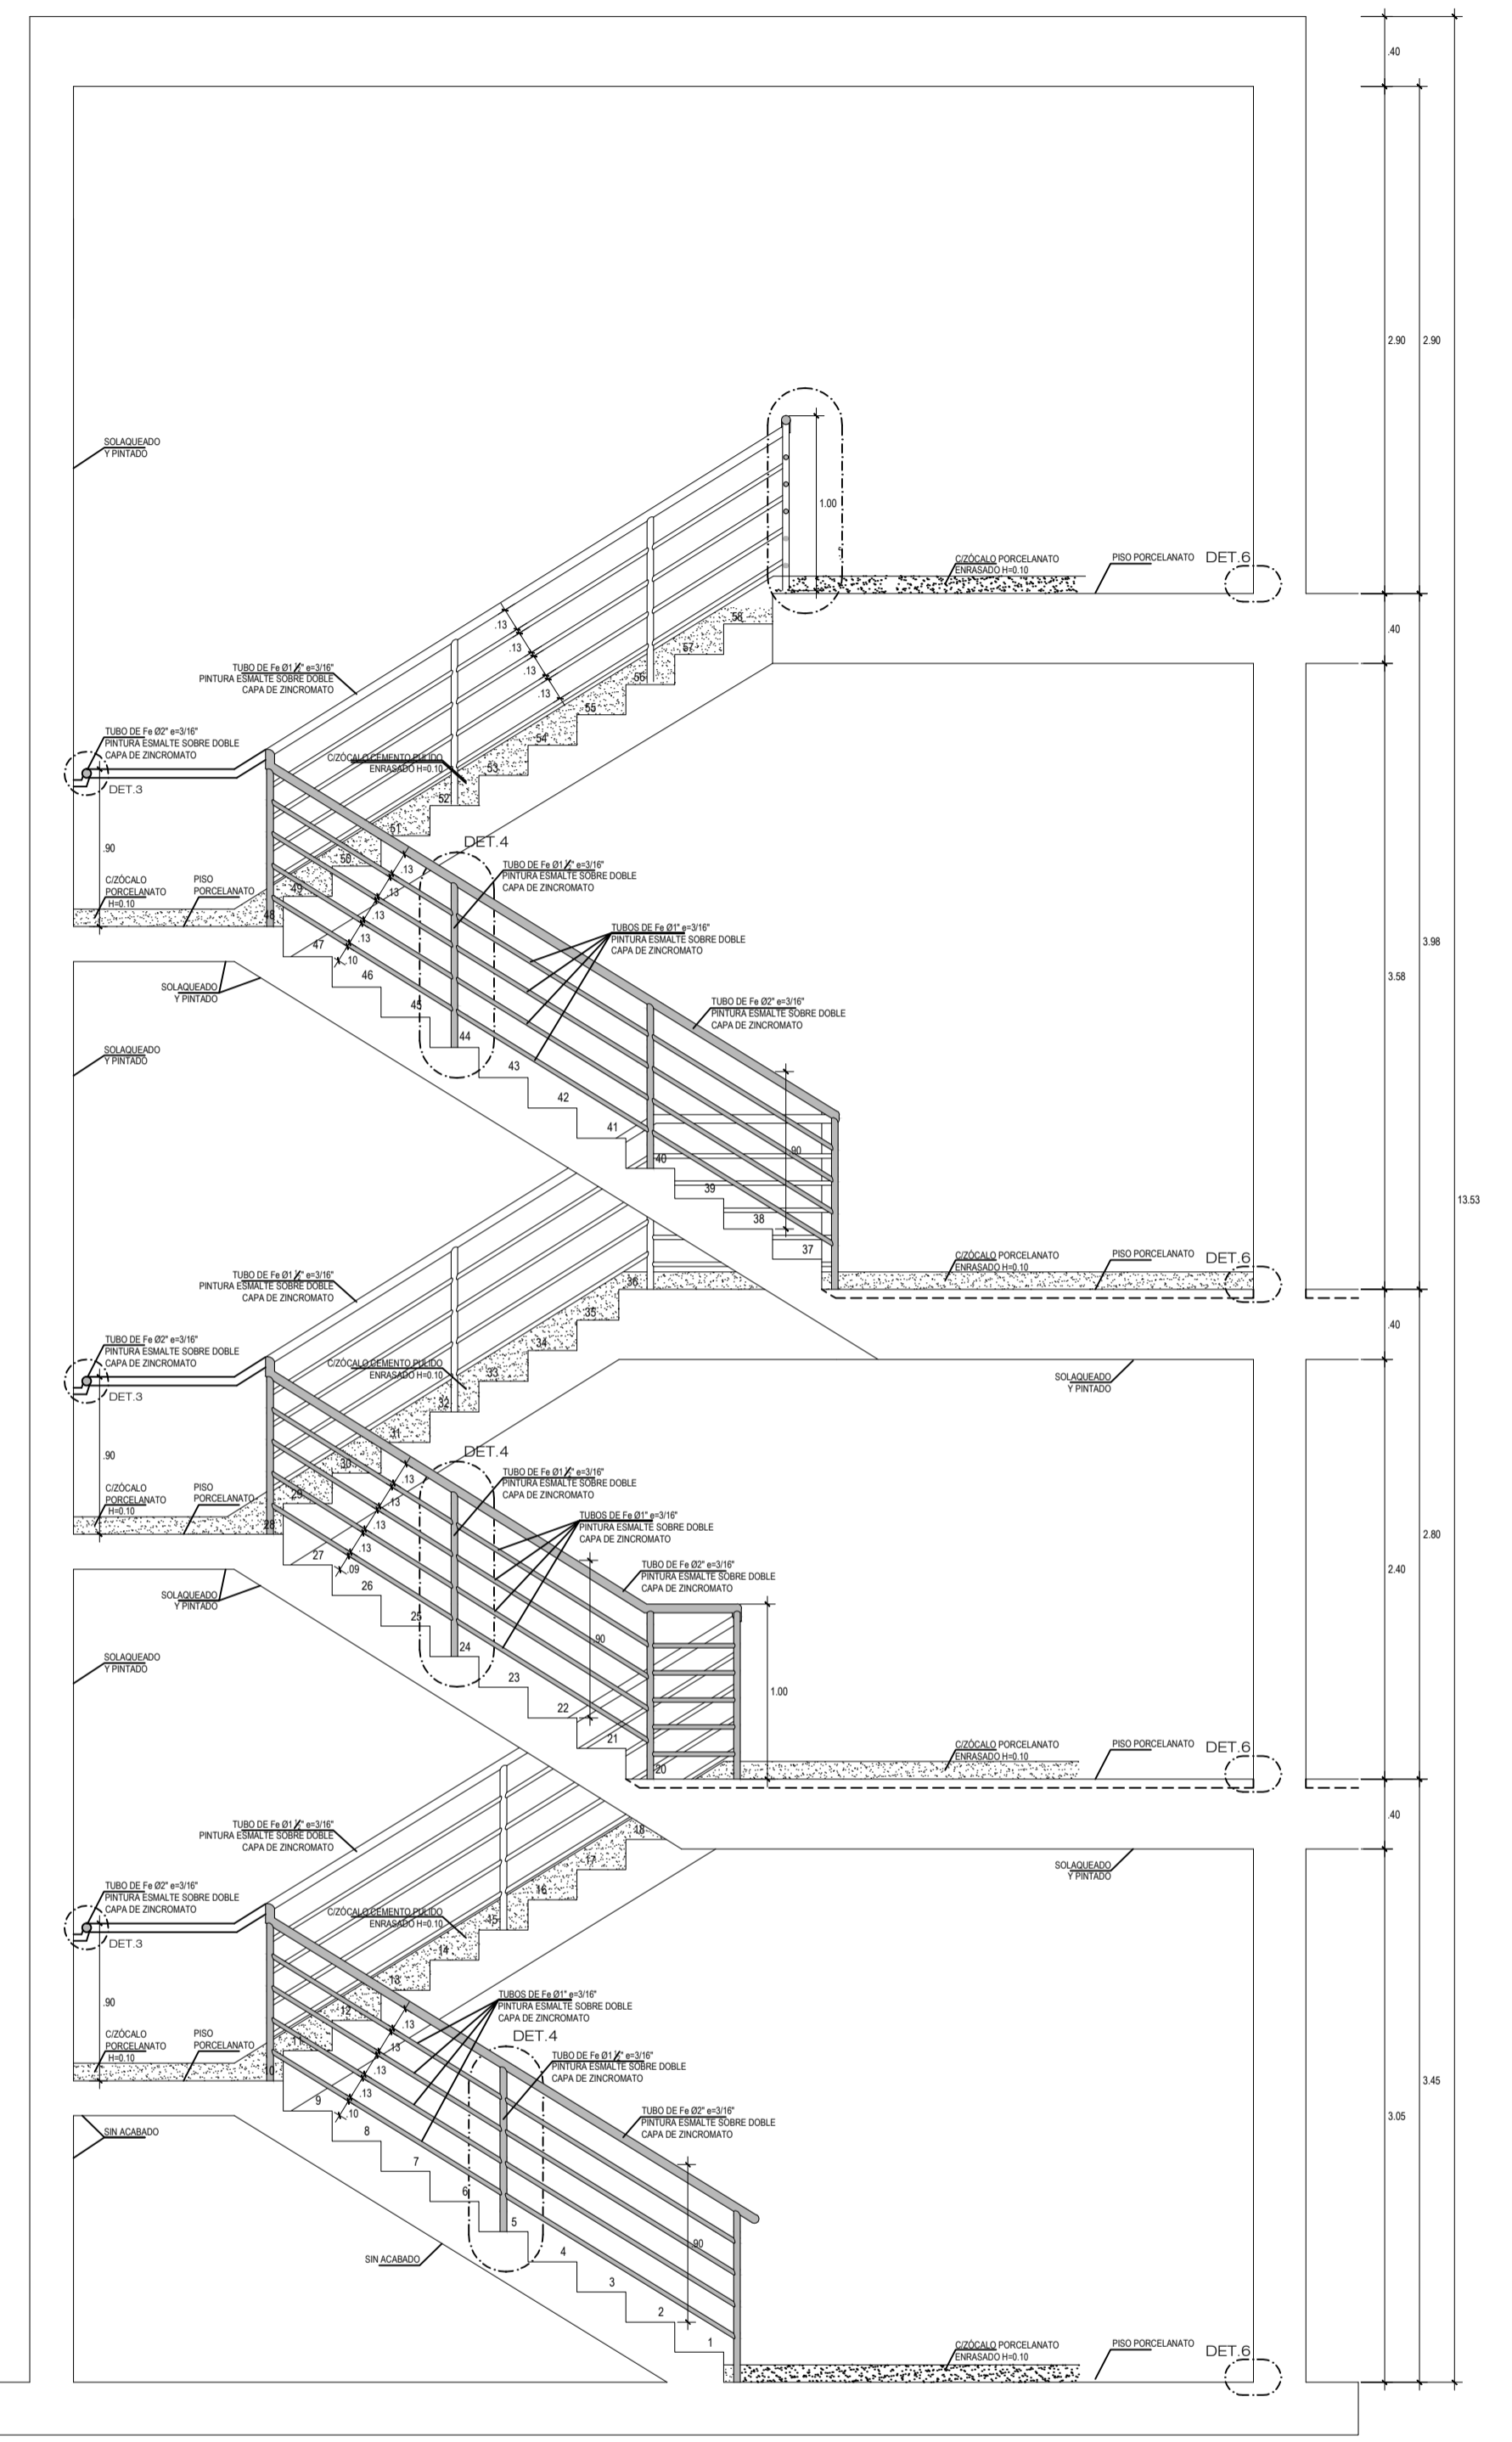 .40
2.90
2.90
SOLAQUEADO
Y PINTADO
1.00
C/ZÓCALO PORCELANATO
ENRASADO H=0.10
PISO PORCELANATO
DET.6
58
.40
57
.13
.13
.13
.13
56
55
54
53
52
51
50
49
48
TUBO DE Fe Ø1 ½" e=3/16"
PINTURA ESMALTE SOBRE DOBLE
CAPA DE ZINCROMATO
TUBO DE Fe Ø2" e=3/16"
PINTURA ESMALTE SOBRE DOBLE
CAPA DE ZINCROMATO
DET.3
C/ZÓCALO CEMENTO PULIDO
ENRASADO H=0.10
.90
DET.4
TUBO DE Fe Ø1 ½" e=3/16"
PINTURA ESMALTE SOBRE DOBLE
CAPA DE ZINCROMATO
C/ZÓCALO
PORCELANATO
H=0.10
PISO
PORCELANATO
.13
.13
.13
.13
.10
TUBOS DE Fe Ø1" e=3/16"
PINTURA ESMALTE SOBRE DOBLE
CAPA DE ZINCROMATO
3.98
3.58
47
46
45
44
43
42
41
40
39
38
37
SOLAQUEADO
Y PINTADO
TUBO DE Fe Ø2" e=3/16"
PINTURA ESMALTE SOBRE DOBLE
CAPA DE ZINCROMATO
SOLAQUEADO
Y PINTADO
.90
13.53
C/ZÓCALO PORCELANATO
ENRASADO H=0.10
PISO PORCELANATO
DET.6
TUBO DE Fe Ø1 ½" e=3/16"
PINTURA ESMALTE SOBRE DOBLE
CAPA DE ZINCROMATO
36
35
34
33
32
31
30
29
28
.40
TUBO DE Fe Ø2" e=3/16"
PINTURA ESMALTE SOBRE DOBLE
CAPA DE ZINCROMATO
DET.3
C/ZÓCALO CEMENTO PULIDO
ENRASADO H=0.10
SOLAQUEADO
Y PINTADO
.90
DET.4
TUBO DE Fe Ø1 ½" e=3/16"
PINTURA ESMALTE SOBRE DOBLE
CAPA DE ZINCROMATO
C/ZÓCALO
PORCELANATO
H=0.10
PISO
PORCELANATO
.13
.13
.13
.13
.09
TUBOS DE Fe Ø1" e=3/16"
PINTURA ESMALTE SOBRE DOBLE
CAPA DE ZINCROMATO
2.80
2.40
27
26
25
24
23
22
21
20
TUBO DE Fe Ø2" e=3/16"
PINTURA ESMALTE SOBRE DOBLE
CAPA DE ZINCROMATO
SOLAQUEADO
Y PINTADO
.90
SOLAQUEADO
Y PINTADO
1.00
C/ZÓCALO PORCELANATO
ENRASADO H=0.10
PISO PORCELANATO
DET.6
.40
TUBO DE Fe Ø1 ½" e=3/16"
PINTURA ESMALTE SOBRE DOBLE
CAPA DE ZINCROMATO
18
17
16
15
14
13
12
11
10
SOLAQUEADO
Y PINTADO
TUBO DE Fe Ø2" e=3/16"
PINTURA ESMALTE SOBRE DOBLE
CAPA DE ZINCROMATO
DET.3
C/ZÓCALO CEMENTO PULIDO
ENRASADO H=0.10
.90
TUBOS DE Fe Ø1" e=3/16"
PINTURA ESMALTE SOBRE DOBLE
CAPA DE ZINCROMATO
DET.4
C/ZÓCALO
PORCELANATO
H=0.10
PISO
PORCELANATO
.13
.13
.13
.13
.10
TUBO DE Fe Ø1 ½" e=3/16"
PINTURA ESMALTE SOBRE DOBLE
CAPA DE ZINCROMATO
3.45
3.05
TUBO DE Fe Ø2" e=3/16"
PINTURA ESMALTE SOBRE DOBLE
CAPA DE ZINCROMATO
SIN ACABADO
9
8
7
6
5
4
3
2
1
.90
SIN ACABADO
C/ZÓCALO PORCELANATO
ENRASADO H=0.10
PISO PORCELANATO
DET.6